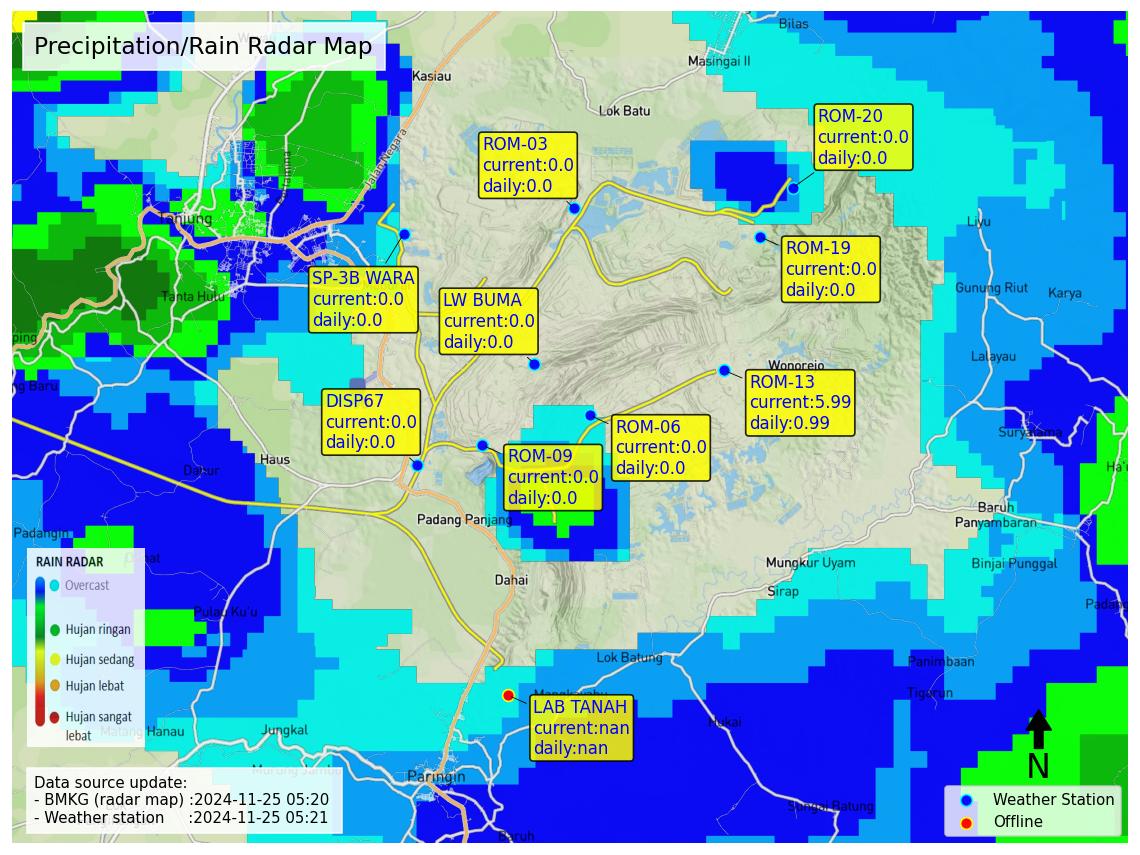 Bilas
Precipitation/Rain Radar Map
Masingai II
Kasiau
Lok Batu
ROM-20
current:0.0
daily:0.0
ROM-03
current:0.0
daily:0.0
Jalan Negara
Tanjung
Liyu
ROM-19
current:0.0
daily:0.0
SP-3B WARA
current:0.0
daily:0.0
LW BUMA
current:0.0
daily:0.0
Tanta Hulu
Gunung Riut
Karya
ping
Lalayau
Wonorejo
ROM-13
current:5.99
daily:0.99
ng Baru
DISP67
current:0.0
daily:0.0
ROM-06
current:0.0
daily:0.0
ROM-09
current:0.0
daily:0.0
Haus
Dahur
Baruh
Panyambaran
Padang Panjang
Padangin
Mungkur Uyam
Binjai Punggal
RAIN RADAR
Overcast
Hujan ringan
Hujan sedang
Hujan lebat
Hujan sangat
lebat
Dahai
Sirap
Padang
Pulau Ku'u
Lok Batung
Panimbaan
Tigarun
LAB TANAH
current:nan
daily:nan
Hukai
Jungkal
N
Paringin
Data source update:
- BMKG (radar map) :2024-11-25 05:20
- Weather station :2024-11-25 05:21
Sungai Batung
Weather Station
Offline
Baruh